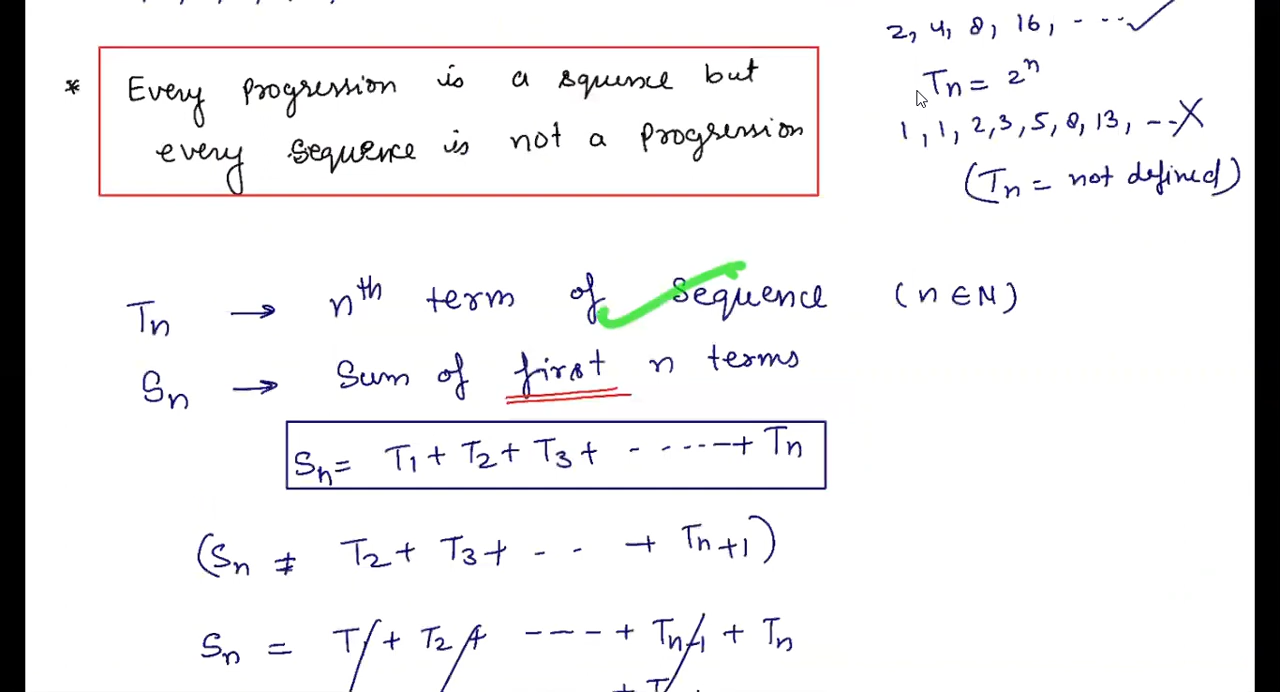 2, 4, 8, 16, - - - ✓
* Every progression is a squence but
every sequence is not a progression
Tn = 2^n
1, 1, 2, 3, 5, 8, 13, - - X
(Tn = not defined)
Tn → nth term of sequence (n ∈ N)
Sn → Sum of first n terms
Sn = T1 + T2 + T3 + - - - - - + Tn
(Sn ≠ T2 + T3 + - - - + Tn+1)
Sn = T1 + T2 + - - - - + Tn-1 + Tn